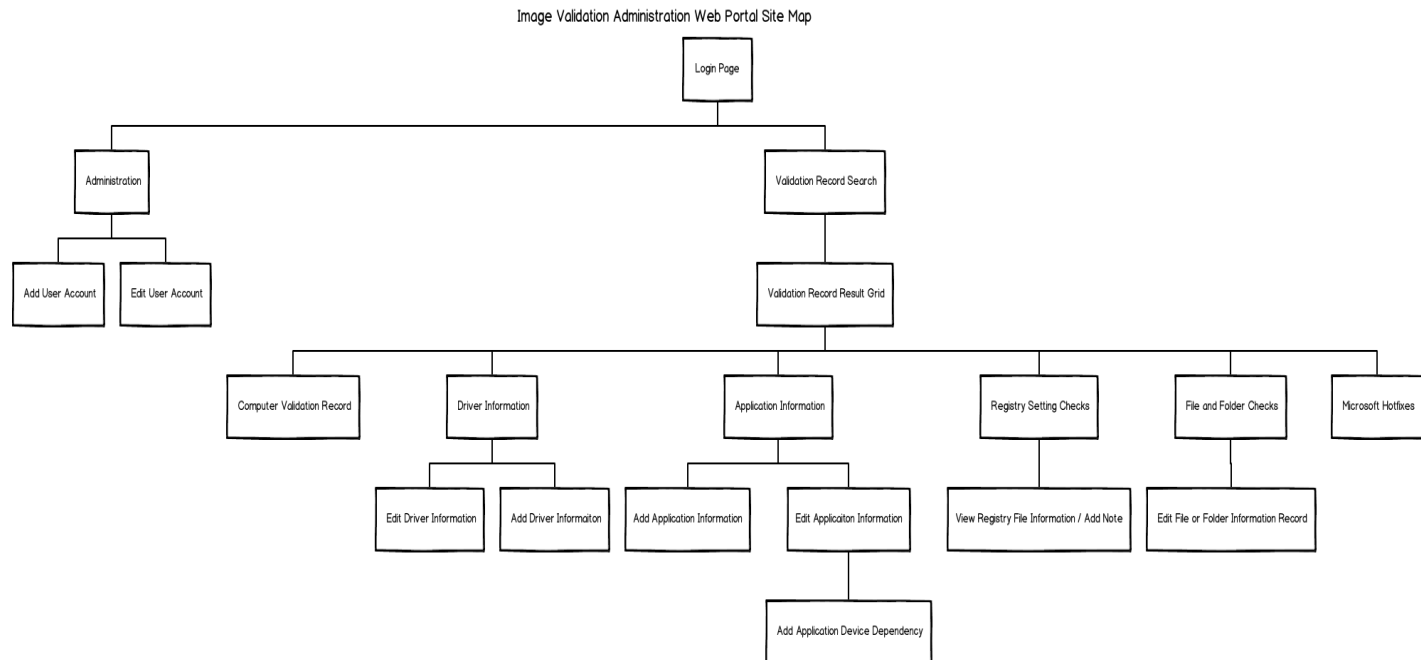 Image Validation Administration Web Portal Site Map
Login Page
Administration
Validation Record Search
Add User Account
Edit User Account
Validation Record Result Grid
Computer Validation Record
Driver Information
Application Information
Registry Setting Checks
File and Folder Checks
Microsoft Hotfixes
Edit Driver Information
Add Driver Informaiton
Add Application Information
Edit Applicaiton Information
View Registry File Information / Add Note
Edit File or Folder Information Record
Add Application Device Dependency